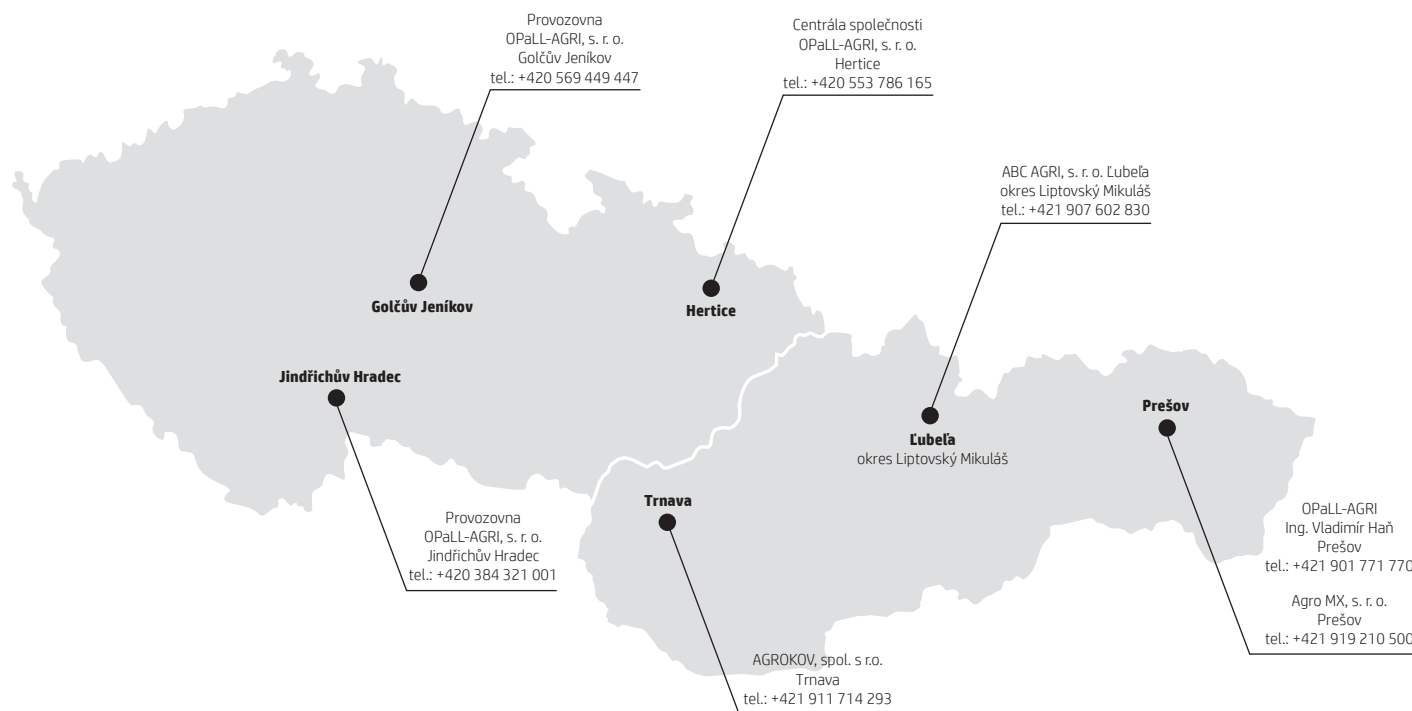 Provozovna
OPaLL-AGRI, s. r. o.
Golčův Jeníkov
tel.: +420 569 449 447
Centrála společnosti
OPaLL-AGRI, s. r. o.
Hertice
tel.: +420 553 786 165
ABC AGRI, s. r. o. Ľubeľa
okres Liptovský Mikuláš
tel.: +421 907 602 830
Golčův Jeníkov
Hertice
Jindřichův Hradec
Prešov
Ľubeľa
okres Liptovský Mikuláš
Trnava
Provozovna
OPaLL-AGRI, s. r. o.
Jindřichův Hradec
tel.: +420 384 321 001
OPaLL-AGRI
Ing. Vladimír Haň
Prešov
tel.: +421 901 771 770
Agro MX, s. r. o.
Prešov
tel.: +421 919 210 500
AGROKOV, spol. s r.o.
Trnava
tel.: +421 911 714 293